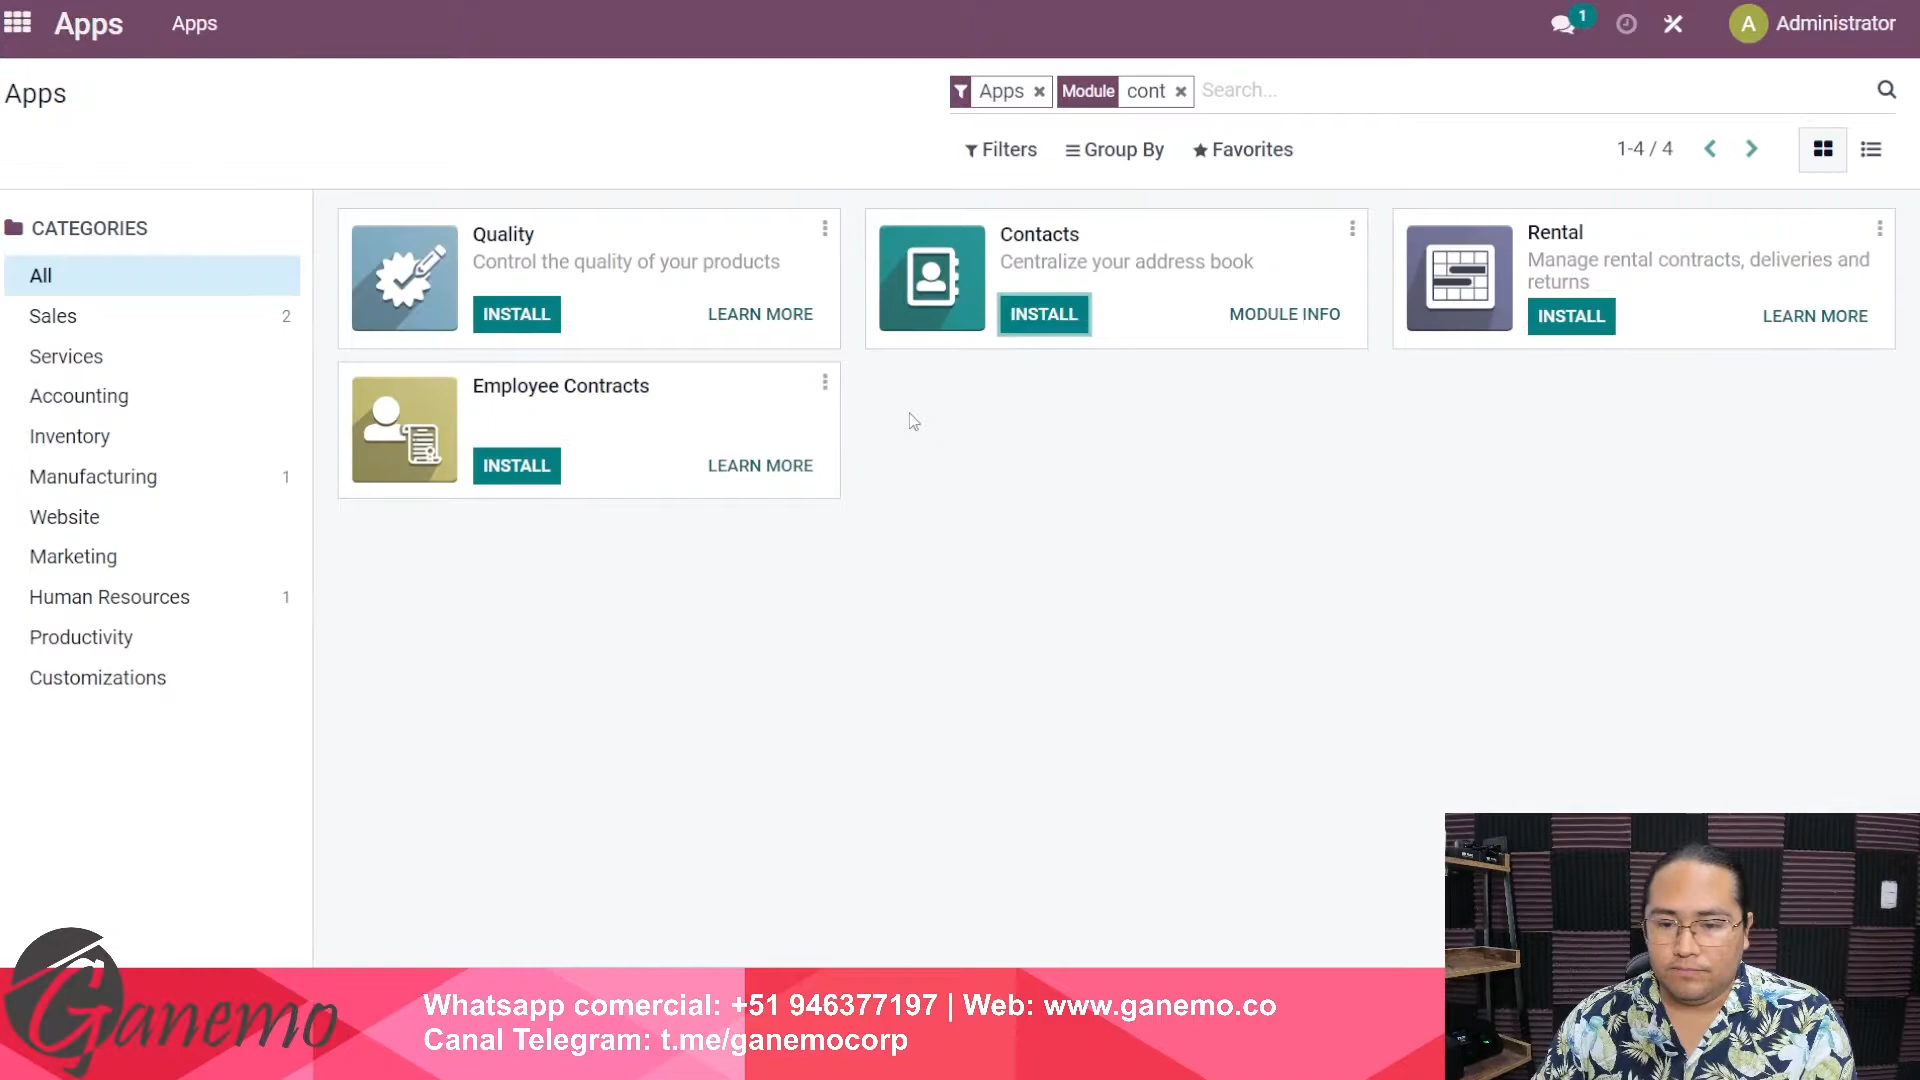 Apps
Apps
1
A
Administrator
Apps
Apps ×
Module cont ×
Search...
Filters
Group By
Favorites
1-4 / 4
CATEGORIES
All
Sales 2
Services
Accounting
Inventory
Manufacturing 1
Website
Marketing
Human Resources 1
Productivity
Customizations
Quality
Control the quality of your products
INSTALL
LEARN MORE
Contacts
Centralize your address book
INSTALL
MODULE INFO
Rental
Manage rental contracts, deliveries and
returns
INSTALL
LEARN MORE
Employee Contracts
INSTALL
LEARN MORE
Ganemo
Whatsapp comercial: +51 946377197 | Web: www.ganemo.co
Canal Telegram: t.me/ganemocorp